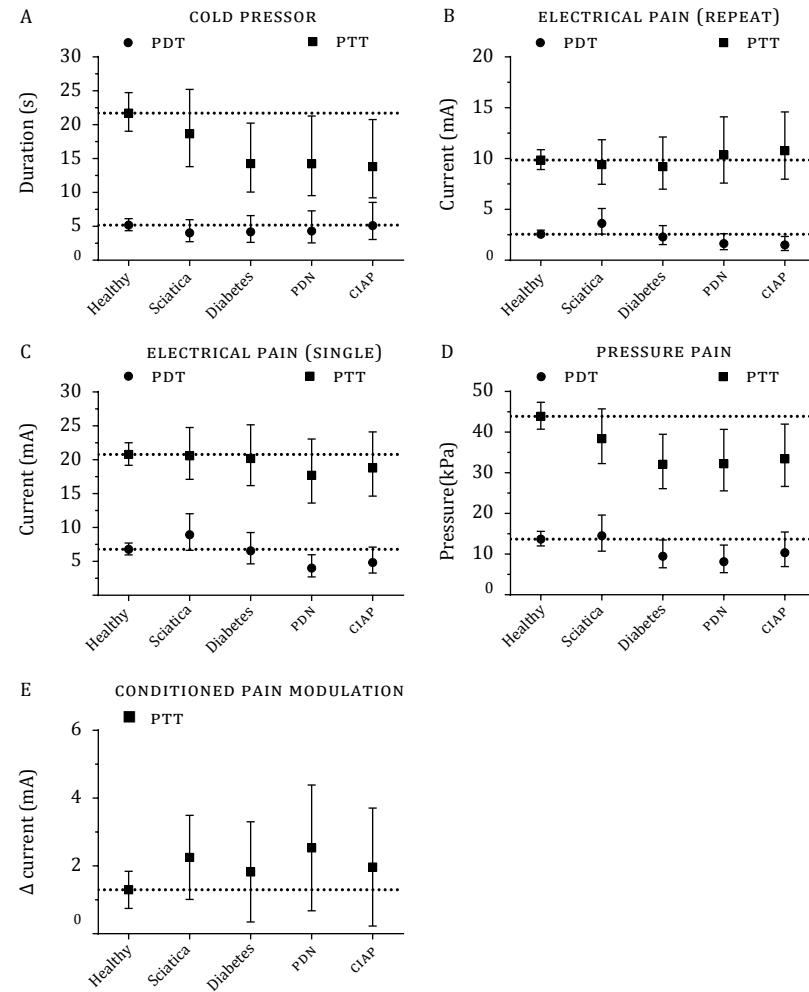 A COLD PRESSOR
PDT PTT
Duration (s)
30
25
20
15
10
5
0
Healthy Sciatica Diabetes PDN CIAP
B ELECTRICAL PAIN (REPEAT)
PDT PTT
Current (mA)
20
15
10
5
0
Healthy Sciatica Diabetes PDN CIAP
C ELECTRICAL PAIN (SINGLE)
PDT PTT
Current (mA)
30
25
20
15
10
5
Healthy Sciatica Diabetes PDN CIAP
D PRESSURE PAIN
PDT PTT
Pressure(kPa)
50
40
30
20
10
0
Healthy Sciatica Diabetes PDN CIAP
E CONDITIONED PAIN MODULATION
PTT
Δ current (mA)
6
4
2
0
Healthy Sciatica Diabetes PDN CIAP